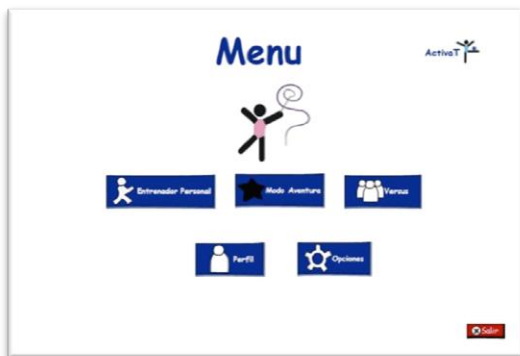 Menu
ActivaT
Entrenador Personal
Modo Aventura
Versus
Perfil
Opciones
Salir